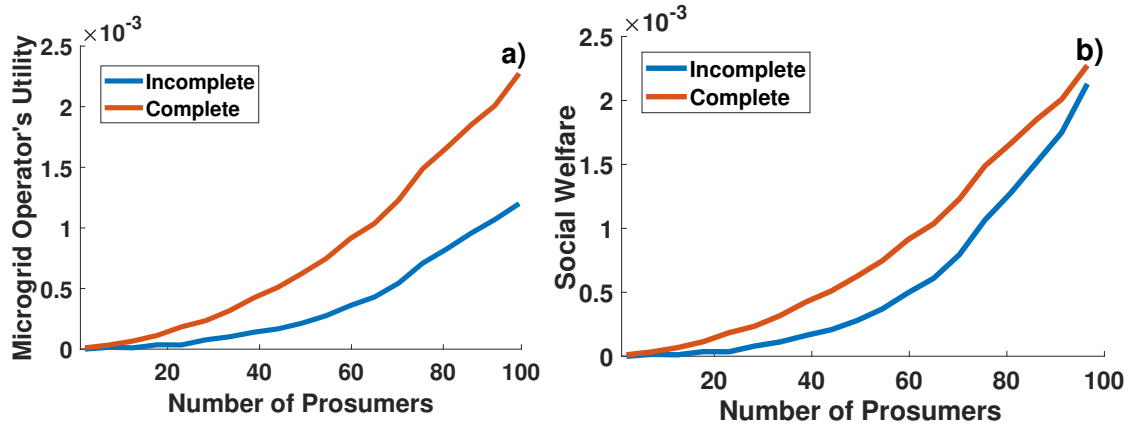 ×10⁻³
a)
2.5
2
1.5
1
0.5
0
Microgrid Operator's Utility
Incomplete
Complete
20 40 60 80 100
Number of Prosumers
×10⁻³
b)
2.5
2
1.5
1
0.5
0
Social Welfare
Incomplete
Complete
20 40 60 80 100
Number of Prosumers